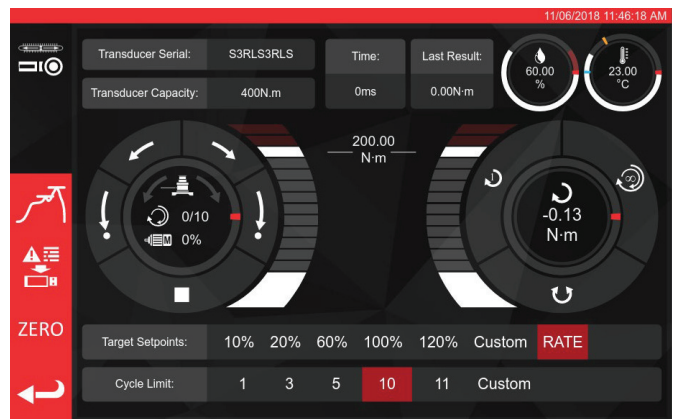 11/06/2018 11:46:18 AM
Transducer Serial: S3RLS3RLS
Time:
Last Result:
60.00
%
23.00
°C
Transducer Capacity: 400N.m
0ms
0.00N·m
200.00
N·m
0/10
M 0%
-0.13
N·m
ZERO
Target Setpoints: 10% 20% 60% 100% 120% Custom RATE
Cycle Limit: 1 3 5 10 11 Custom